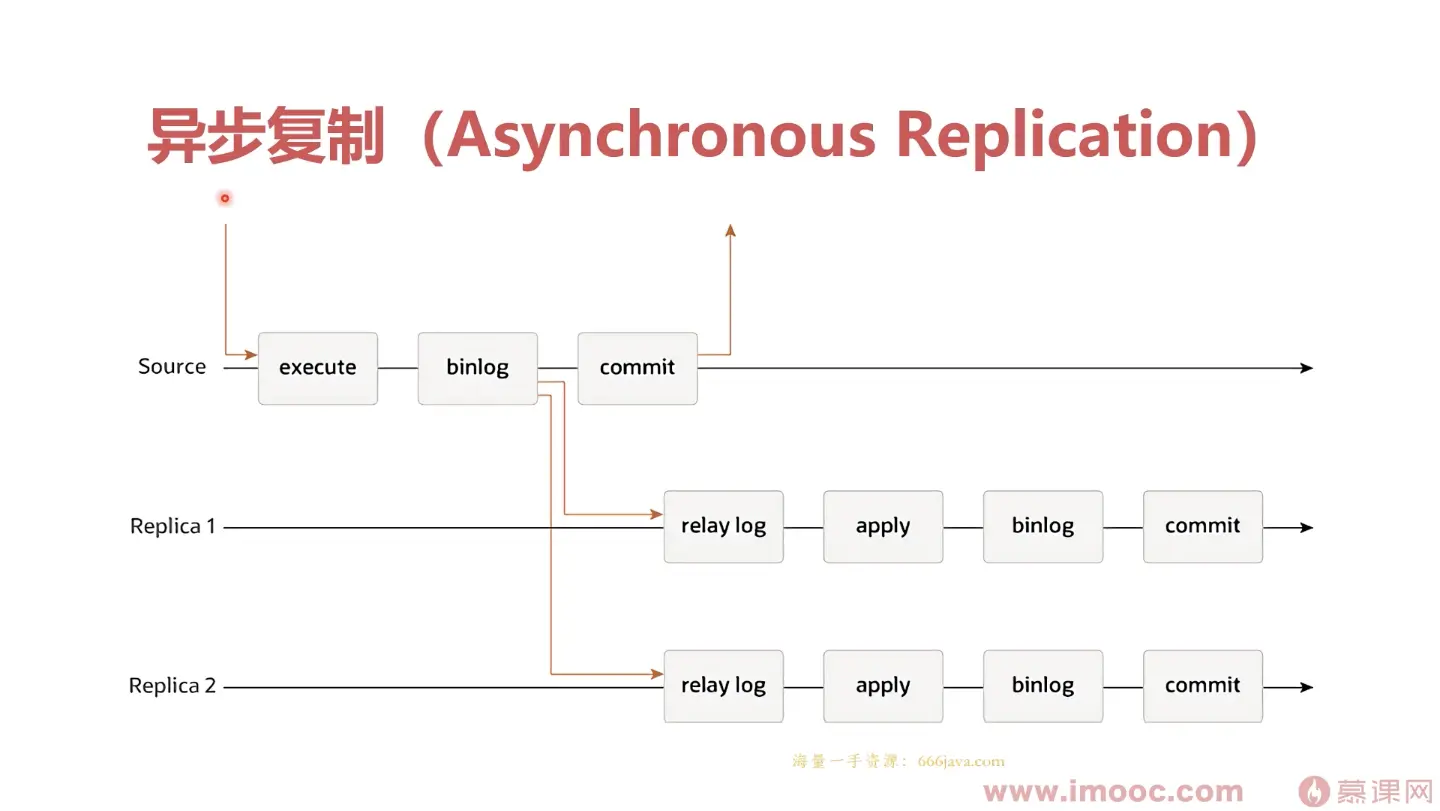 异步复制（Asynchronous Replication）
Source execute binlog commit
Replica 1 relay log apply binlog commit
Replica 2 relay log apply binlog commit
海量一手资源：666java.com
www.imooc.com 慕课网